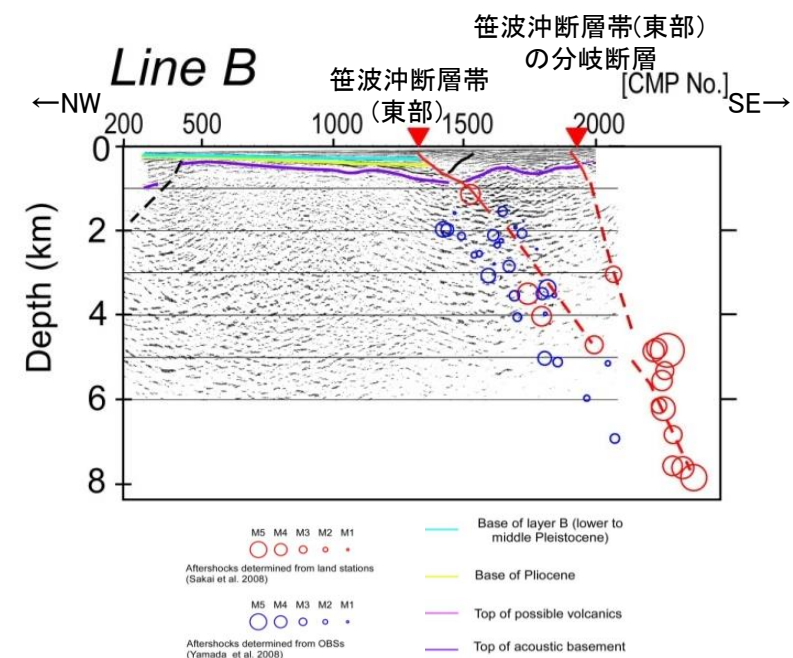 笹波沖断層帯(東部)
の分岐断層
Line B
笹波沖断層帯
(東部)
[CMP No.]
←NW
SE→
200 500 1000 1500 2000
0
2
4
6
8
Depth (km)
M5 M4 M3 M2 M1
Aftershocks determined from land stations
(Sakai et al. 2008)
M5 M4 M3 M2 M1
Aftershocks determined from OBSs
(Yamada et al. 2008)
Base of layer B (lower to
middle Pleistocene)
Base of Pliocene
Top of possible volcanics
Top of acoustic basement